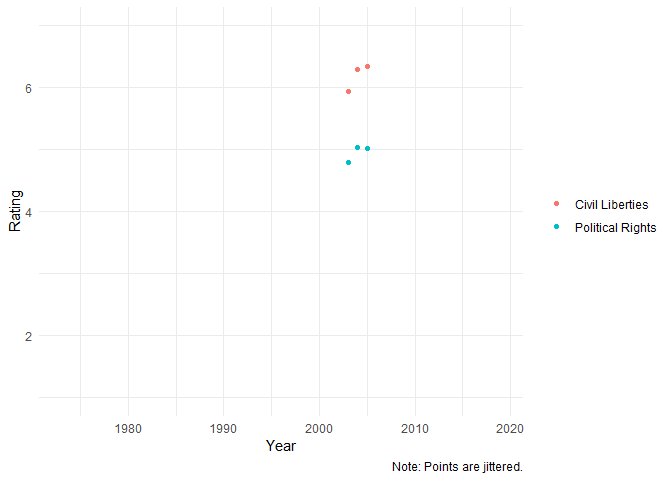 6
4
2
Rating
1980 1990 2000 2010 2020
Year
Civil Liberties
Political Rights
Note: Points are jittered.